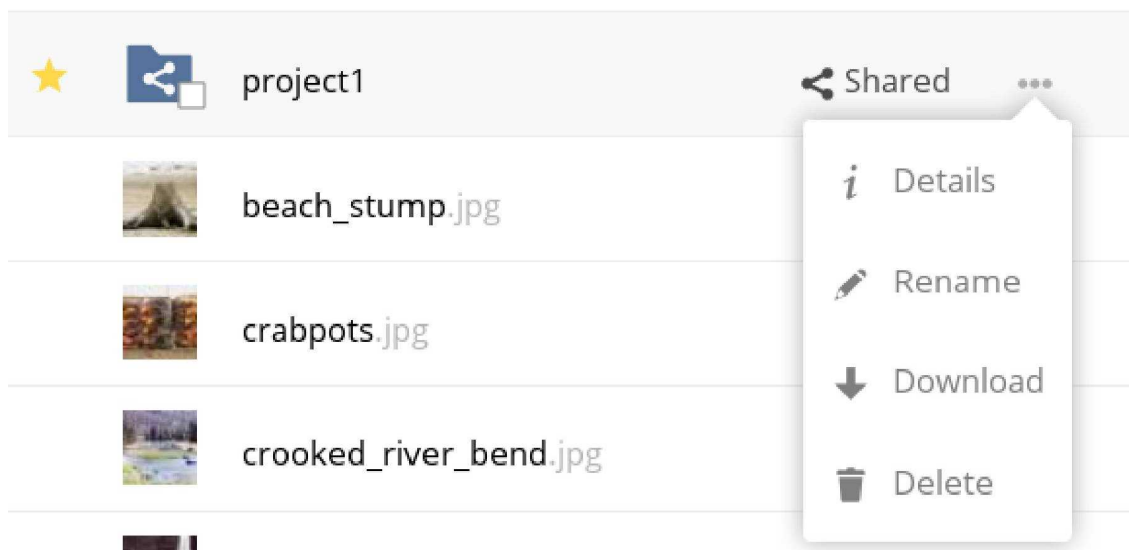 project1
Shared
Details
beach_stump.jpg
Rename
crabpots.jpg
Download
crooked_river_bend.jpg
Delete